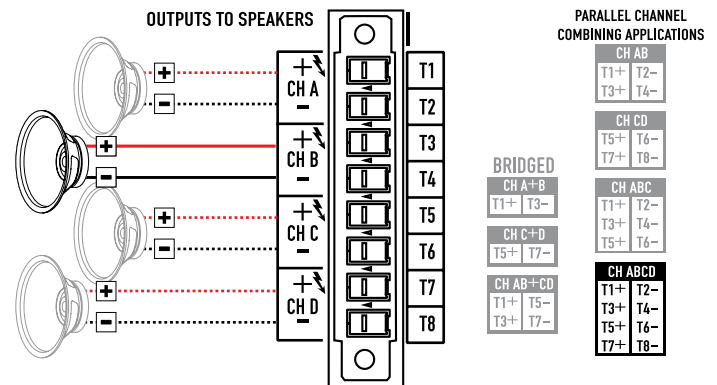 OUTPUTS TO SPEAKERS
+
CH A
−
+
CH B
−
+
CH C
−
+
CH D
−
+
−
+
−
+
−
+
−
T1
T2
T3
T4
T5
T6
T7
T8
BRIDGED
CH A+B
T1+ T3−
CH C+D
T5+ T7−
CH AB+CD
T1+ T5−
T3+ T7−
PARALLEL CHANNEL
COMBINING APPLICATIONS
CH AB
T1+ T2−
T3+ T4−
CH CD
T5+ T6−
T7+ T8−
CH ABC
T1+ T2−
T3+ T4−
T5+ T6−
CH ABCD
T1+ T2−
T3+ T4−
T5+ T6−
T7+ T8−